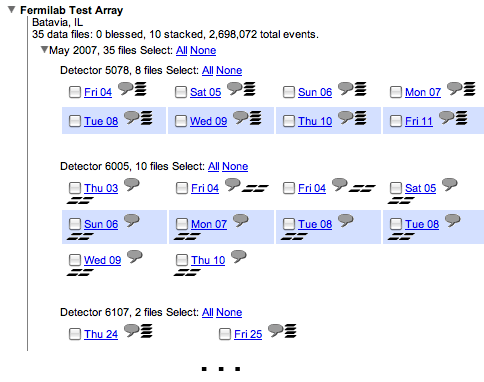 Fermilab Test Array
Batavia, IL
35 data files: 0 blessed, 10 stacked, 2,698,072 total events.
May 2007, 35 files Select: All None
Detector 5078, 8 files Select: All None
Fri 04 Sat 05 Sun 06 Mon 07
Tue 08 Wed 09 Thu 10 Fri 11
Detector 6005, 10 files Select: All None
Thu 03 Fri 04 Fri 04 Sat 05
Sun 06 Mon 07 Tue 08 Tue 08
Wed 09 Thu 10
Detector 6107, 2 files Select: All None
Thu 24 Fri 25
...